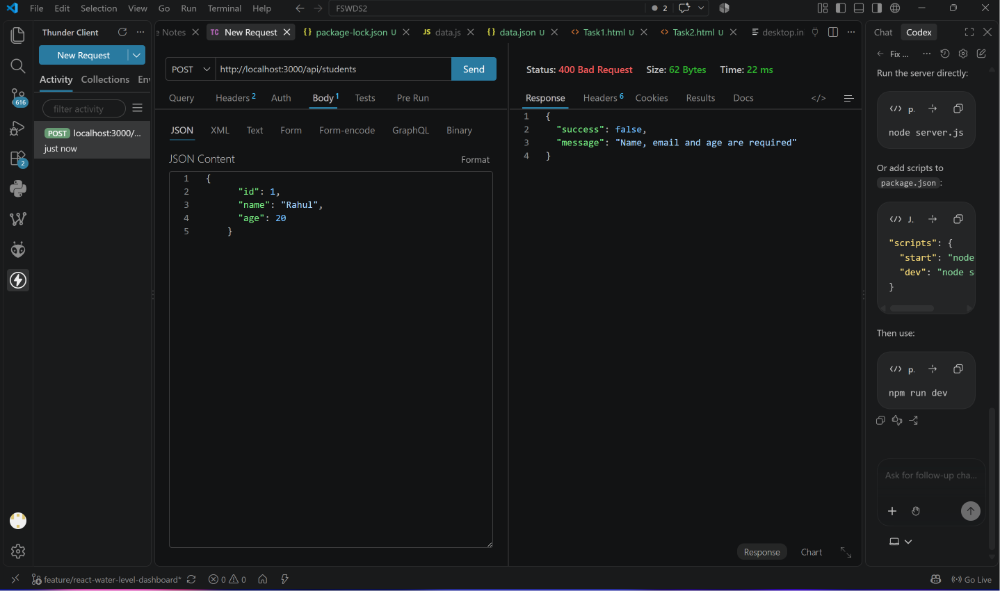 File Edit Selection View Go Run Terminal Help
FSWDS2
2
Thunder Client
New Request
Activity Collections En
filter activity
POST localhost:3000/...
just now
616
2
e Notes
TC New Request
{} package-lock.json U
JS data.js
{} data.json U
<> Task1.html U
<> Task2.html U
desktop.in
POST http://localhost:3000/api/students Send
Query Headers 2 Auth Body 1 Tests Pre Run
JSON XML Text Form Form-encode GraphQL Binary
JSON Content Format
1 {
2 "id": 1,
3 "name": "Rahul",
4 "age": 20
5 }
Status: 400 Bad Request Size: 62 Bytes Time: 22 ms
Response Headers 6 Cookies Results Docs </>
1 {
2 "success": false,
3 "message": "Name, email and age are required"
4 }
Response Chart
Chat Codex
Fix ...
Run the server directly:
</> p.
node server.js
Or add scripts to
package.json:
</> J.
"scripts": {
"start": "node
"dev": "node s
}
Then use:
</> p.
npm run dev
Ask for follow-up cha...
feature/react-water-level-dashboard* 0 0
Go Live